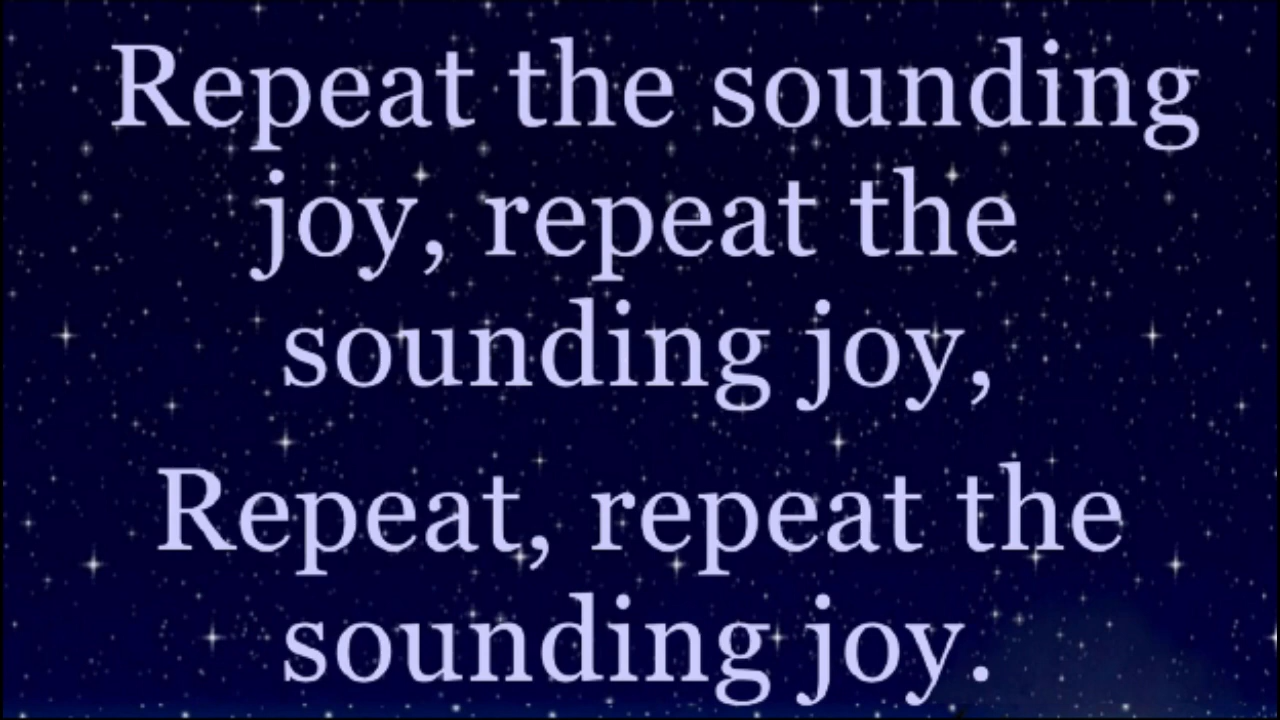 Repeat the sounding
joy, repeat the
sounding joy,
Repeat, repeat the
sounding joy.